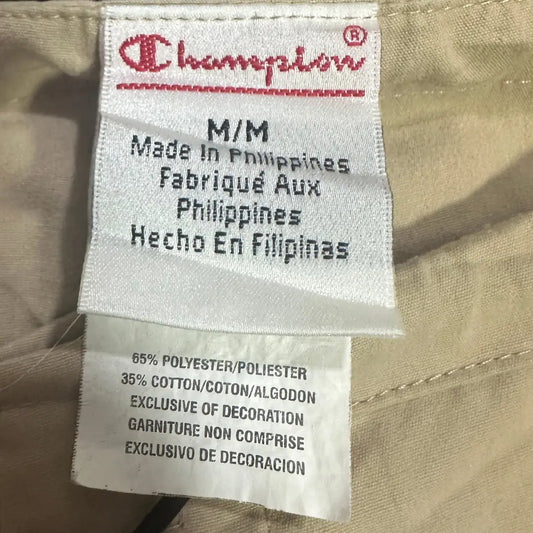 Champion®
M/M
Made In Philippines
Fabriqué Aux
Philippines
Hecho En Filipinas
65% POLYESTER/POLIESTER
35% COTTON/COTON/ALGODON
EXCLUSIVE OF DECORATION
GARNITURE NON COMPRISE
EXCLUSIVO DE DECORACION